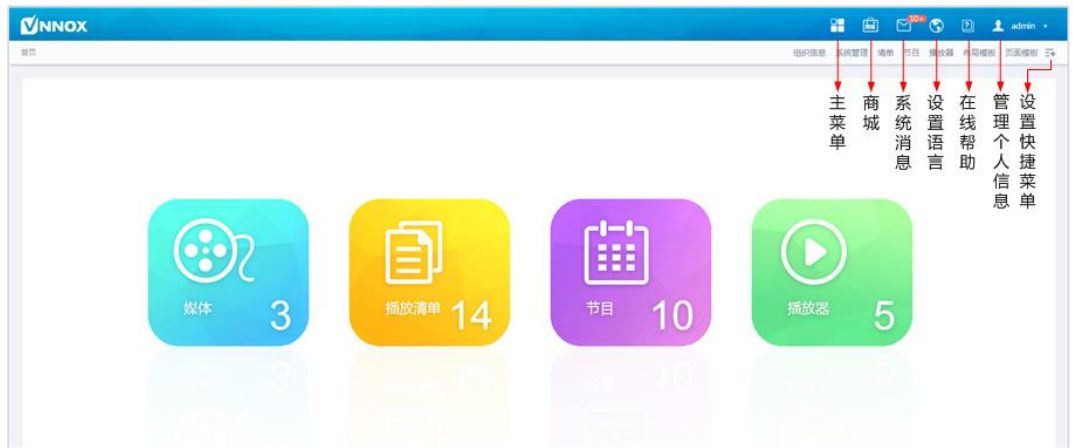 VNNOX
10+
admin
首页
组织信息 系统管理 清单 节目 播放器 布局模板 页面模板
主菜单
商城
系统消息
设置语言
在线帮助
管理个人信息
设置快捷菜单
媒体 3
播放清单 14
节目 10
播放器 5